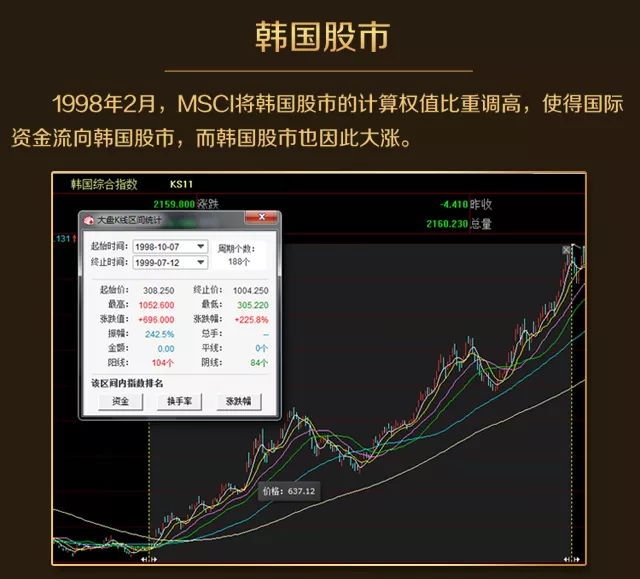 韩国股市
1998年2月，MSCI将韩国股市的计算权值比重调高，使得国际
资金流向韩国股市，而韩国股市也因此大涨。
韩国综合指数 KS11
2159.800 涨跌 -4.410 昨收
2160.230 总量
.131
大盘K线区间统计
起始时间： 1998-10-07 周期个数：
终止时间： 1999-07-12 188个
起始价： 308.250 终止价： 1004.250
最高： 1052.600 最低： 305.220
涨跌值： +696.000 涨跌幅： +225.8%
振幅： 242.5% 总手： --
金额： 0.00 平线： 0个
阳线： 104个 阴线： 84个
该区间内指数排名
资金 换手率 涨跌幅
价格： 637.12